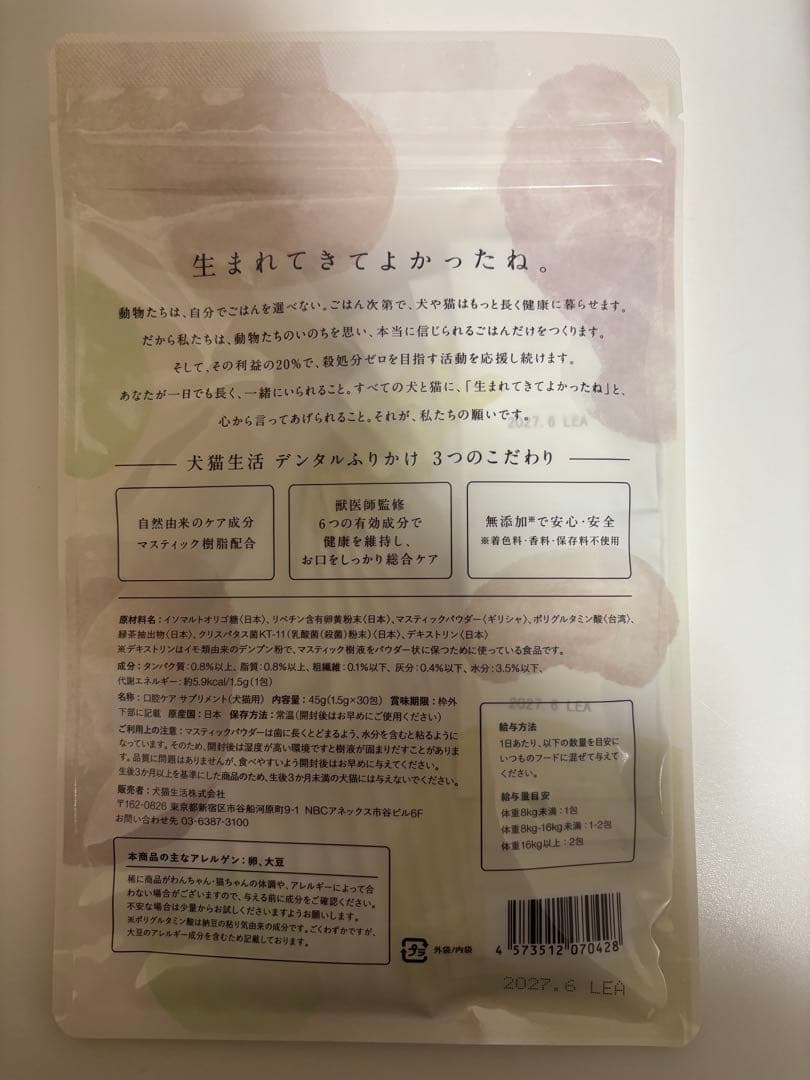 生まれてきてよかったね。
動物たちは、自分でごはんを選べない。ごはん次第で、犬や猫はもっと長く健康に暮らせます。
だから私たちは、動物たちのいのちを思い、本当に信じられるごはんだけをつくります。
そして、その利益の20%で、殺処分ゼロを目指す活動を応援し続けます。
あなたが一日でも長く、一緒にいられること。すべての犬と猫に、「生まれてきてよかったね」と、
心から言ってあげられること。それが、私たちの願いです。
2027.6 LEA
犬猫生活 デンタルふりかけ 3つのこだわり
自然由来のケア成分
マスティック樹脂配合
獣医師監修
6つの有効成分で
健康を維持し、
お口をしっかり総合ケア
無添加※で安心・安全
※着色料・香料・保存料不使用
原材料名：イソマルトオリゴ糖〈日本〉、リベチン含有卵黄粉末〈日本〉、マスティックパウダー〈ギリシャ〉、ポリグルタミン酸〈台湾〉、
緑茶抽出物〈日本〉、クリスパタス菌KT-11（乳酸菌（殺菌）粉末）〈日本〉、デキストリン〈日本〉
※デキストリンはイモ類由来のデンプン粉で、マスティック樹液をパウダー状に保つために使っている食品です。
成分：タンパク質：0.8%以上、脂質：0.8%以上、粗繊維：0.1%以下、灰分：0.4%以下、水分：3.5%以下、
代謝エネルギー：約5.9kcal/1.5g（1包）
名称：口腔ケア サプリメント（犬猫用） 内容量：45g（1.5g×30包） 賞味期限：枠外
下部に記載 原産国：日本 保存方法：常温（開封後はお早めにご使用ください）
ご利用上の注意：マスティックパウダーは歯に長くとどまるよう、水分を含むと粘るように
なっています。そのため、開封後は湿度が高い環境ですと樹液が固まりだすことがありま
す。品質に問題はありませんが、食べやすいよう開封後はお早めに与えてください。
生後3か月以上を基準にした商品のため、生後3か月未満の犬猫には与えないでください。
販売者：犬猫生活株式会社
〒162-0826 東京都新宿区市谷船河原町9-1 NBCアネックス市谷ビル6F
お問い合わせ先 03-6387-3100
2027.6 LEA
給与方法
1日あたり、以下の数量を目安に
いつものフードに混ぜて与えて
ください。
給与量目安
体重8kg未満：1包
体重8kg-16kg未満：1-2包
体重16kg以上：2包
本商品の主なアレルゲン：卵、大豆
稀に商品がわんちゃん・猫ちゃんの体調や、アレルギーによって合
わない場合がございますので、与える前に成分をご確認ください。
不安な場合は少量からお試しくださいますようお願いします。
※ポリグルタミン酸は納豆の粘り気由来の成分です。ごくわずかですが、
大豆のアレルギー成分を含むため記載しております。
プラ
外袋/内袋
4 573512 070428
2027.6 LEA